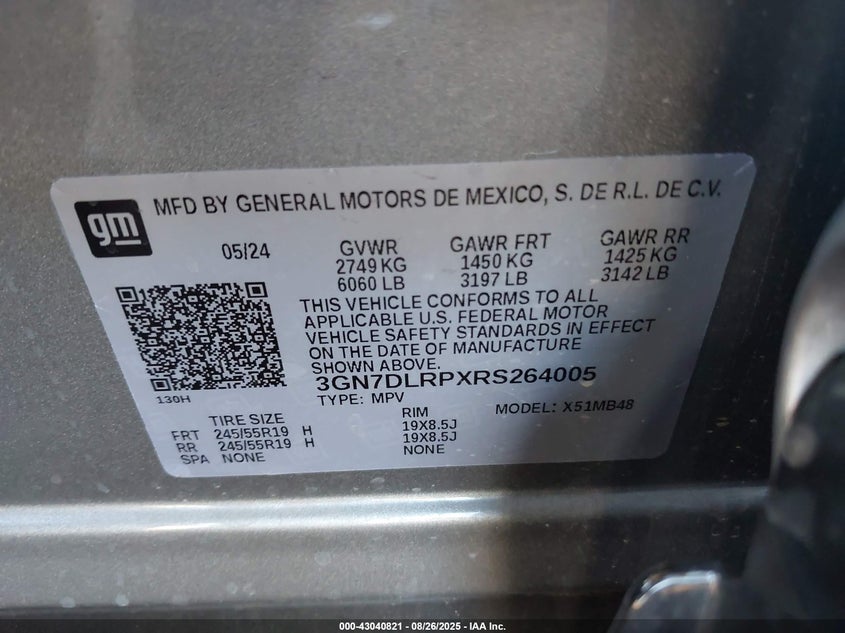 gm
MFD BY GENERAL MOTORS DE MEXICO, S. DE R.L. DE C.V.
05/24 GVWR GAWR FRT GAWR RR
2749 KG 1450 KG 1425 KG
6060 LB 3197 LB 3142 LB
THIS VEHICLE CONFORMS TO ALL
APPLICABLE U.S. FEDERAL MOTOR
VEHICLE SAFETY STANDARDS IN EFFECT
ON THE DATE OF MANUFACTURE
SHOWN ABOVE.
3GN7DLRPXRS264005
130H
TYPE: MPV MODEL: X51MB48
TIRE SIZE RIM
FRT 245/55R19 H 19X8.5J
RR 245/55R19 H 19X8.5J
SPA NONE NONE
000-43040821 - 08/26/2025 - IAA Inc.